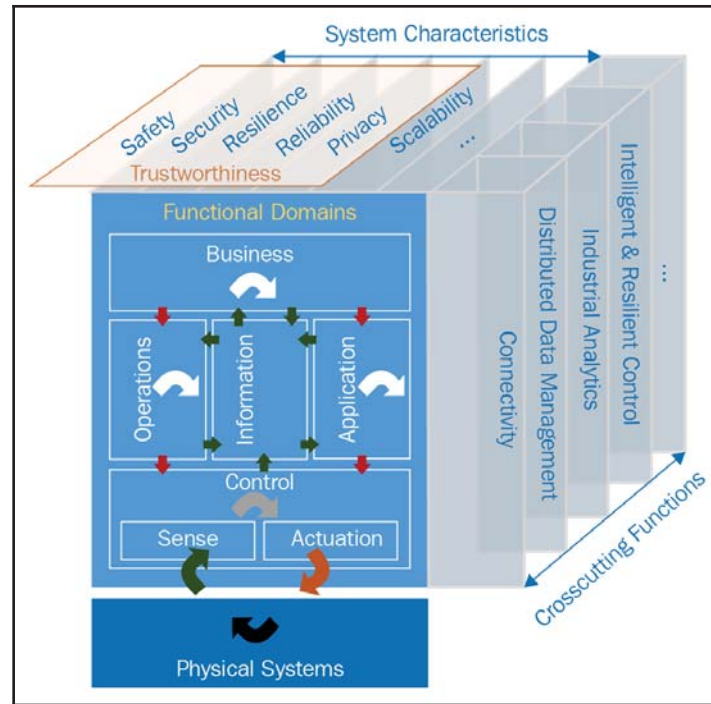 System Characteristics
Safety
Security
Resilience
Reliability
Privacy
Scalability
...
Trustworthiness
Functional Domains
Business
Operations
Information
Application
Control
Sense
Actuation
Physical Systems
Connectivity
Distributed Data Management
Industrial Analytics
Intelligent & Resilient Control
...
Crosscutting Functions